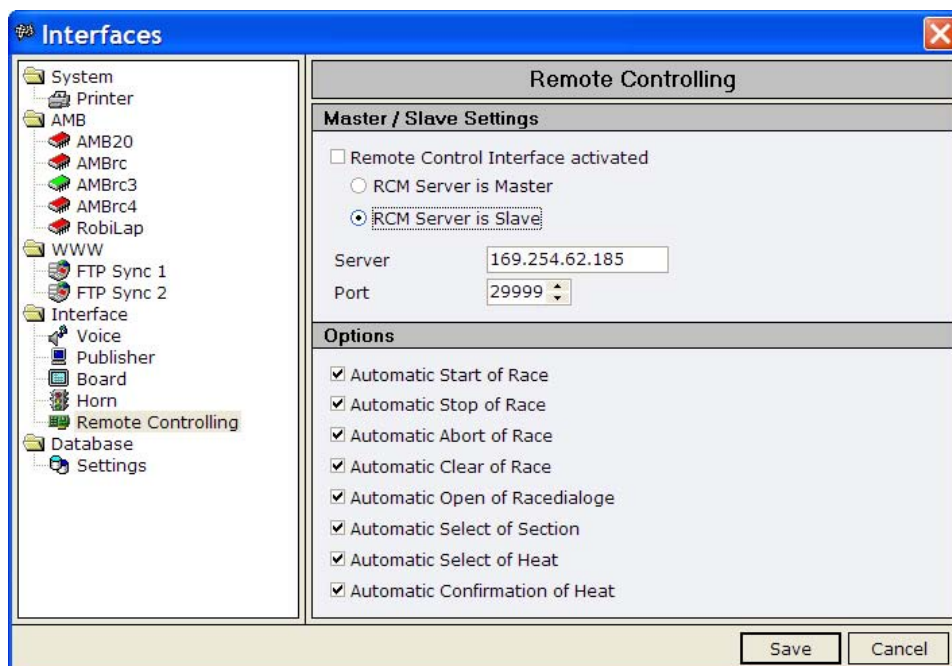 Interfaces
System
Printer
AMB
AMB20
AMBrc
AMBrc3
AMBrc4
RobiLap
WWW
FTP Sync 1
FTP Sync 2
Interface
Voice
Publisher
Board
Horn
Remote Controlling
Database
Settings
Remote Controlling
Master / Slave Settings
Remote Control Interface activated
RCM Server is Master
RCM Server is Slave
Server 169.254.62.185
Port 29999
Options
Automatic Start of Race
Automatic Stop of Race
Automatic Abort of Race
Automatic Clear of Race
Automatic Open of Racedialoge
Automatic Select of Section
Automatic Select of Heat
Automatic Confirmation of Heat
Save Cancel